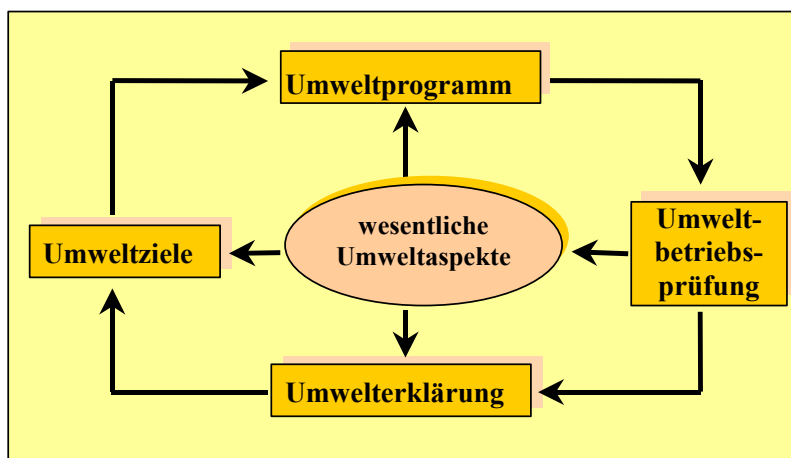 Umweltprogramm
wesentliche
Umweltaspekte
Umweltziele
Umwelt-
betriebs-
prüfung
Umwelterklärung